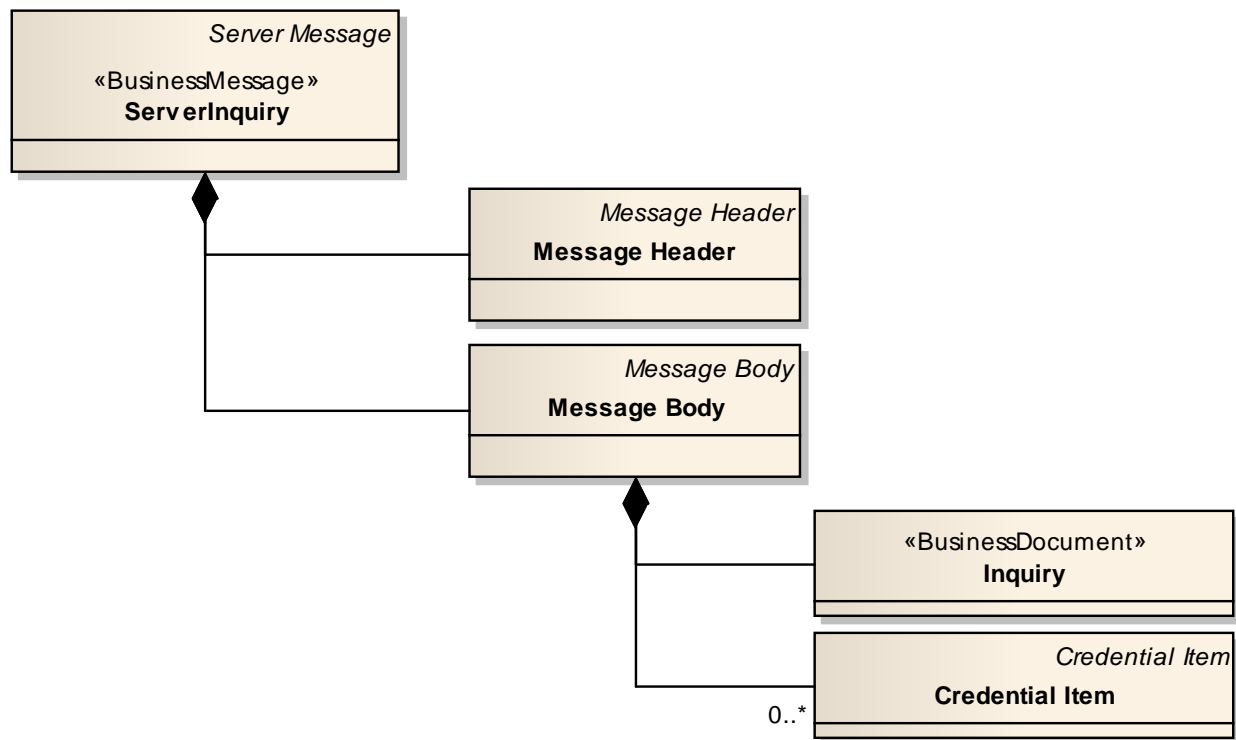 Server Message
«BusinessMessage»
ServerInquiry
Message Header
Message Header
Message Body
Message Body
«BusinessDocument»
Inquiry
Credential Item
Credential Item
0..*